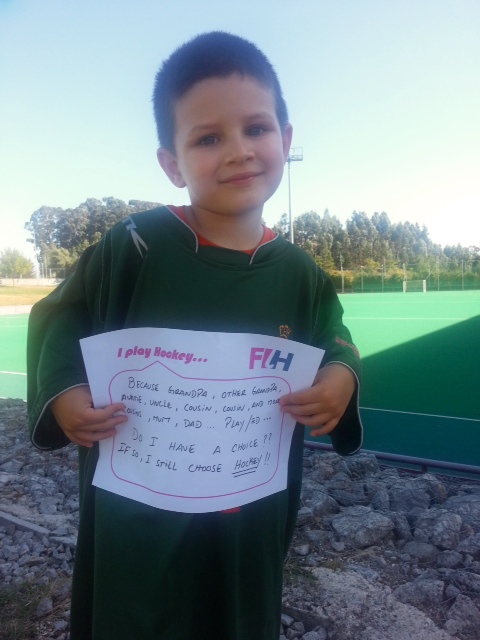 I play Hockey...
FIH
BECAUSE GRANDPA, OTHER GRANDPA,
AUNTIE, UNCLE, COUSIN, COUSIN, AND MORE
COUSINS, MUTT, DAD... PLAY/ED...
DO I HAVE A CHOICE??
IF SO, I STILL CHOOSE HOCKEY!!